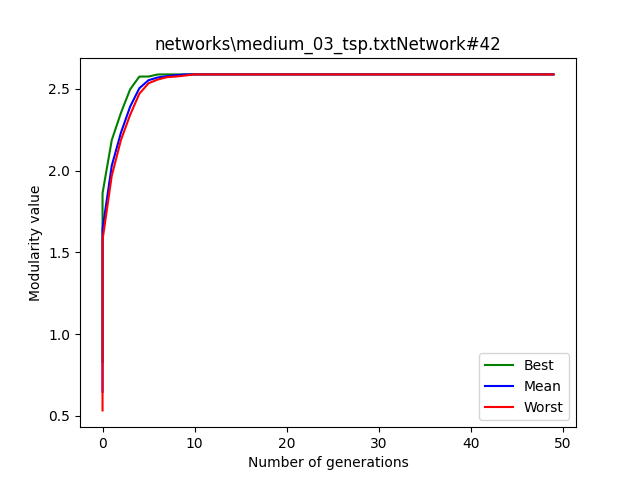 networks\medium_03_tsp.txtNetwork#42
Modularity value
2.5
2.0
1.5
1.0
0.5
0 10 20 30 40 50
Number of generations
Best
Mean
Worst